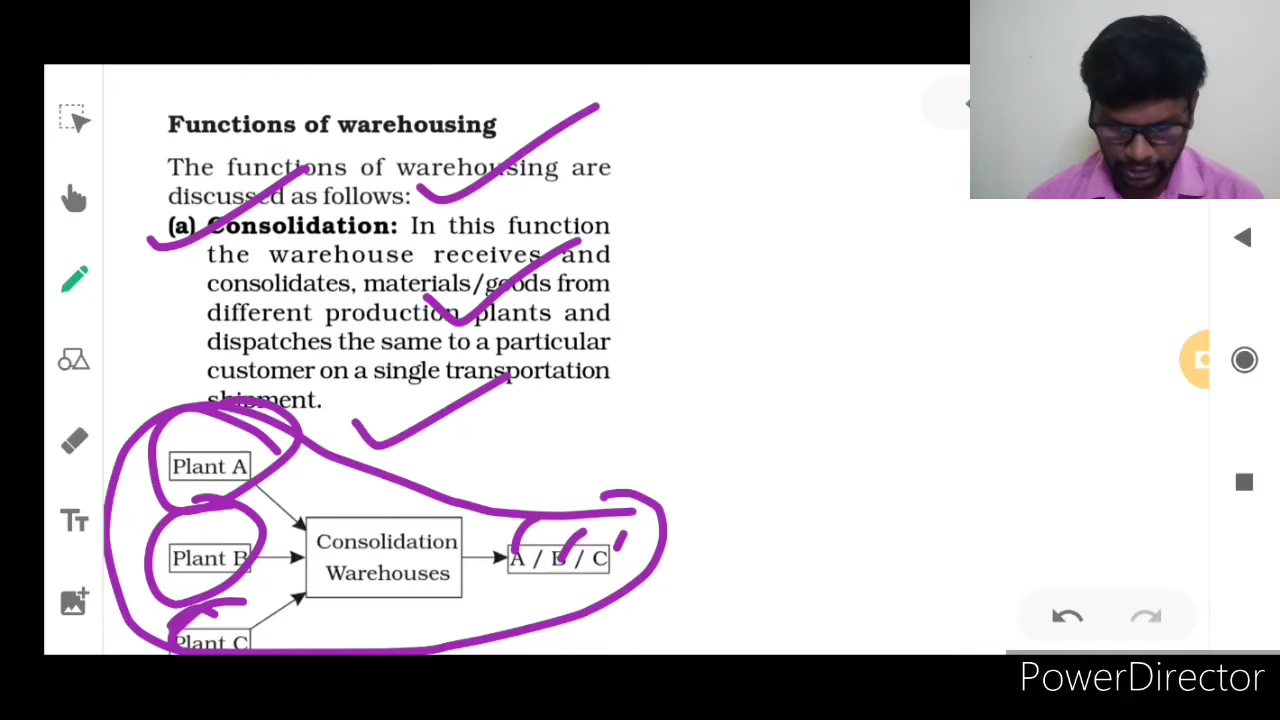 Functions of warehousing
The functions of warehousing are
discussed as follows:
(a) Consolidation: In this function
the warehouse receives and
consolidates, materials/goods from
different production plants and
dispatches the same to a particular
customer on a single transportation
shipment.
Plant A
Plant B
Plant C
Consolidation
Warehouses
A / B / C
TT
PowerDirector